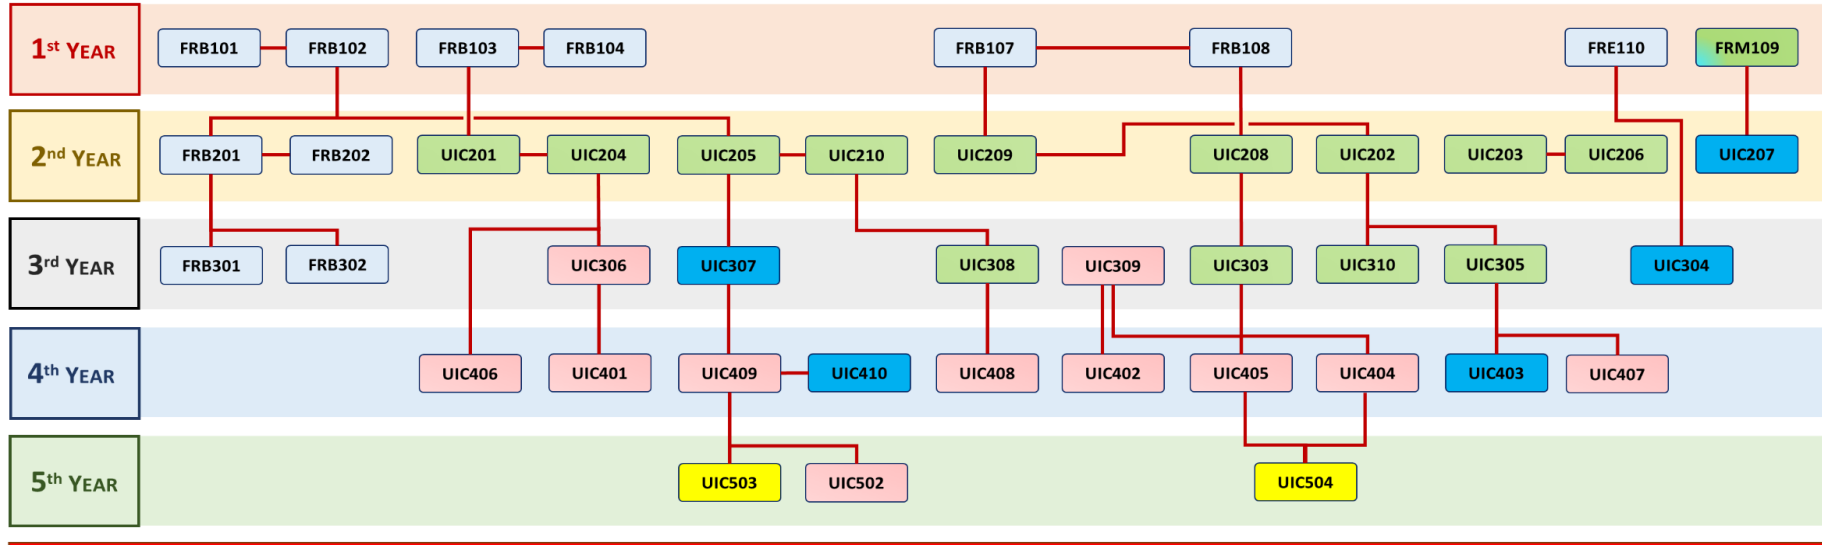 1st YEAR
FRB101 FRB102 FRB103 FRB104 FRB107 FRB108 FRE110 FRM109
2nd YEAR
FRB201 FRB202 UIC201 UIC204 UIC205 UIC210 UIC209 UIC208 UIC202 UIC203 UIC206 UIC207
3rd YEAR
FRB301 FRB302 UIC306 UIC307 UIC308 UIC309 UIC303 UIC310 UIC305 UIC304
4th YEAR
UIC406 UIC401 UIC409 UIC410 UIC408 UIC402 UIC405 UIC404 UIC403 UIC407
5th YEAR
UIC503 UIC502 UIC504